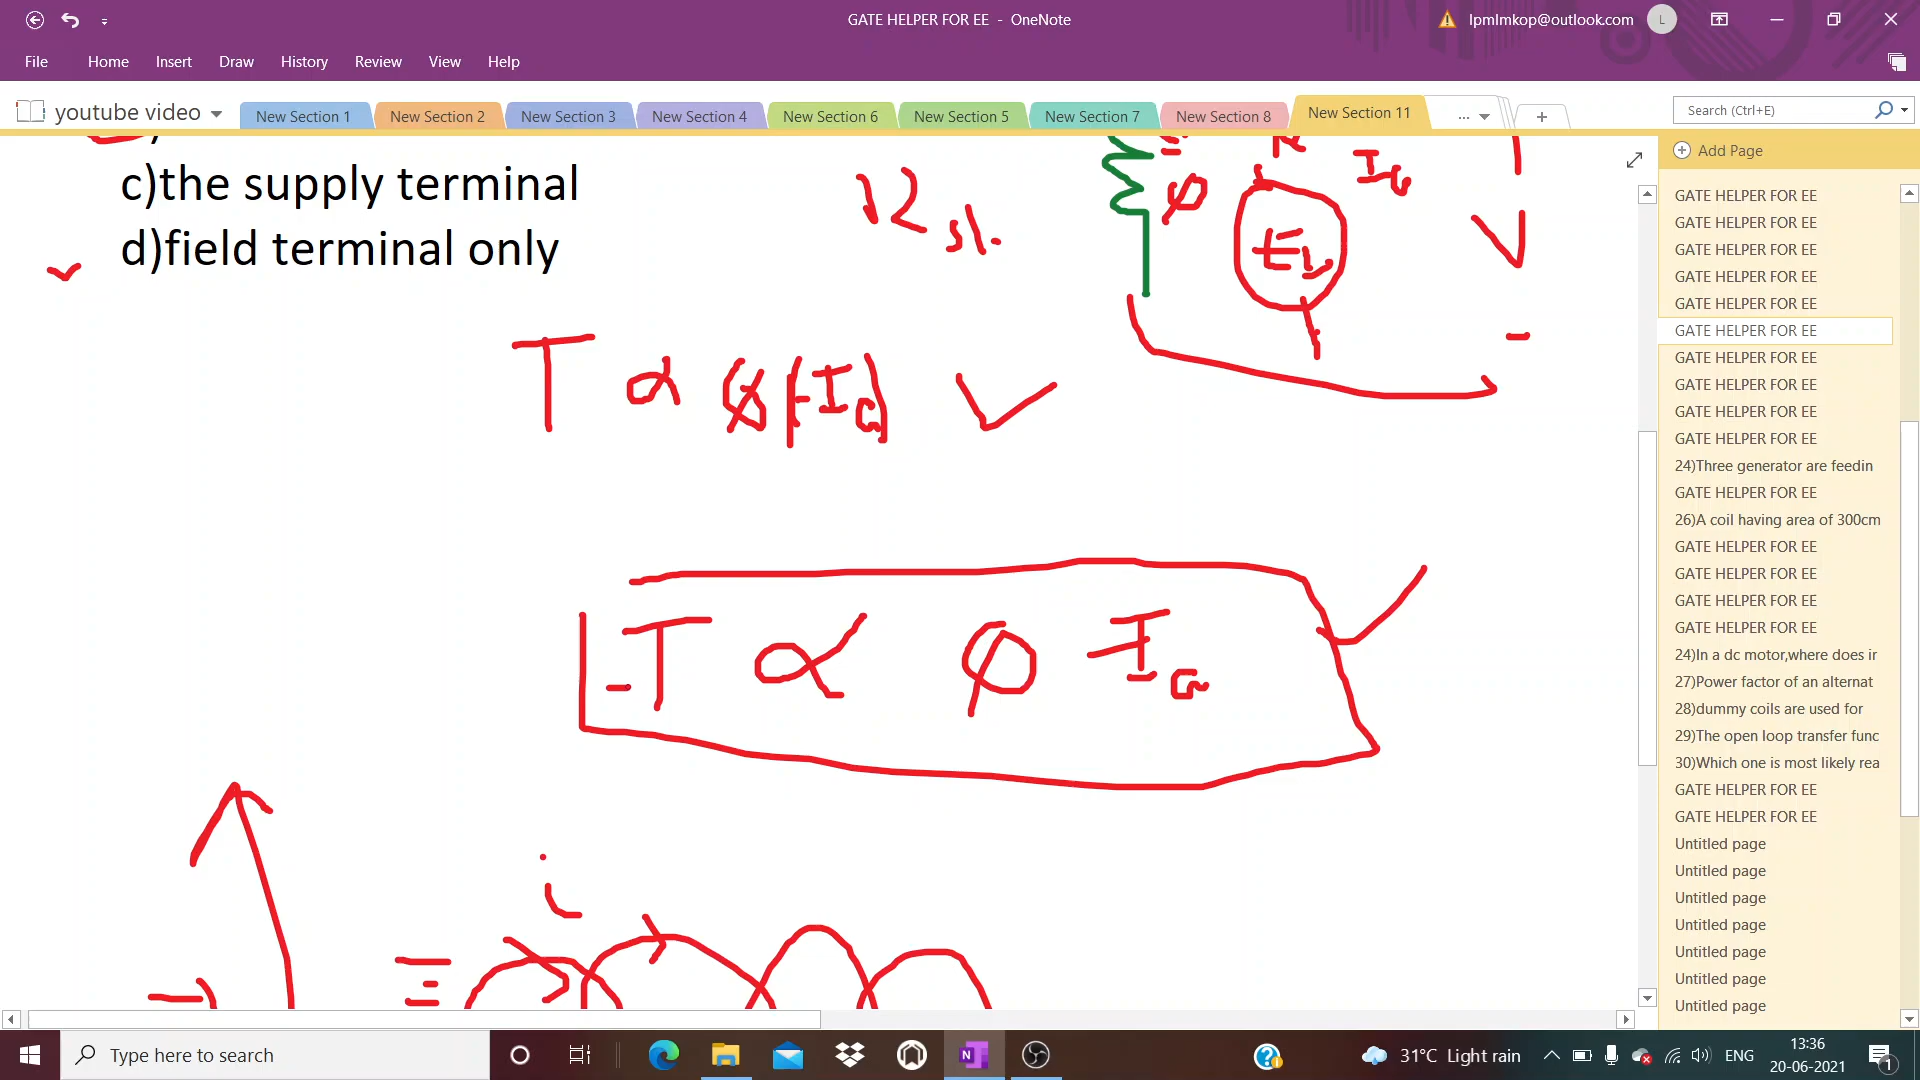 GATE HELPER FOR EE - OneNote
lpmlmkop@outlook.com
L
File Home Insert Draw History Review View Help
youtube video
New Section 1 New Section 2 New Section 3 New Section 4 New Section 6 New Section 5 New Section 7 New Section 8 New Section 11 ... +
Search (Ctrl+E)
Add Page
c)the supply terminal
d)field terminal only
φ
V
T ∝ φ(-Ia)
-T ∝ φ Ia
i
GATE HELPER FOR EE
GATE HELPER FOR EE
GATE HELPER FOR EE
GATE HELPER FOR EE
GATE HELPER FOR EE
GATE HELPER FOR EE
GATE HELPER FOR EE
GATE HELPER FOR EE
GATE HELPER FOR EE
GATE HELPER FOR EE
24)Three generator are feedin
GATE HELPER FOR EE
26)A coil having area of 300cm
GATE HELPER FOR EE
GATE HELPER FOR EE
GATE HELPER FOR EE
GATE HELPER FOR EE
24)In a dc motor,where does ir
27)Power factor of an alternat
28)dummy coils are used for
29)The open loop transfer func
30)Which one is most likely rea
GATE HELPER FOR EE
GATE HELPER FOR EE
Untitled page
Untitled page
Untitled page
Untitled page
Untitled page
Untitled page
Untitled page
Type here to search
31°C Light rain
ENG
13:36
20-06-2021
1